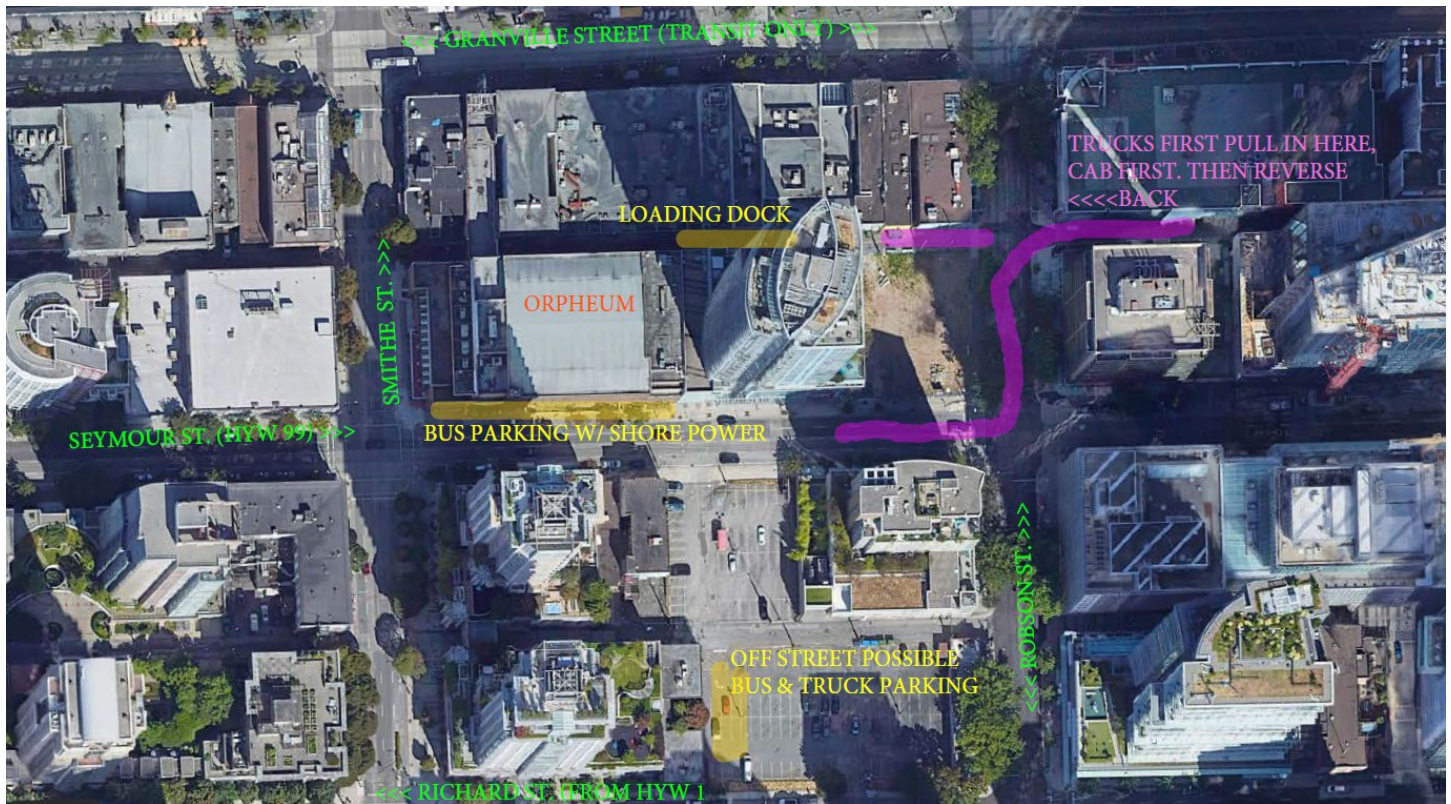 <<< GRANVILLE STREET (TRANSIT ONLY) >>>
TRUCKS FIRST PULL IN HERE,
CAB FIRST. THEN REVERSE
<<<<BACK
LOADING DOCK
SMITHE ST. >>>
ORPHEUM
SEYMOUR ST. (HYW 99) >>>
BUS PARKING W/ SHORE POWER
<<< ROBSON ST. >>>
OFF STREET POSSIBLE
BUS & TRUCK PARKING
<<< RICHARD ST. (FROM HYW 1